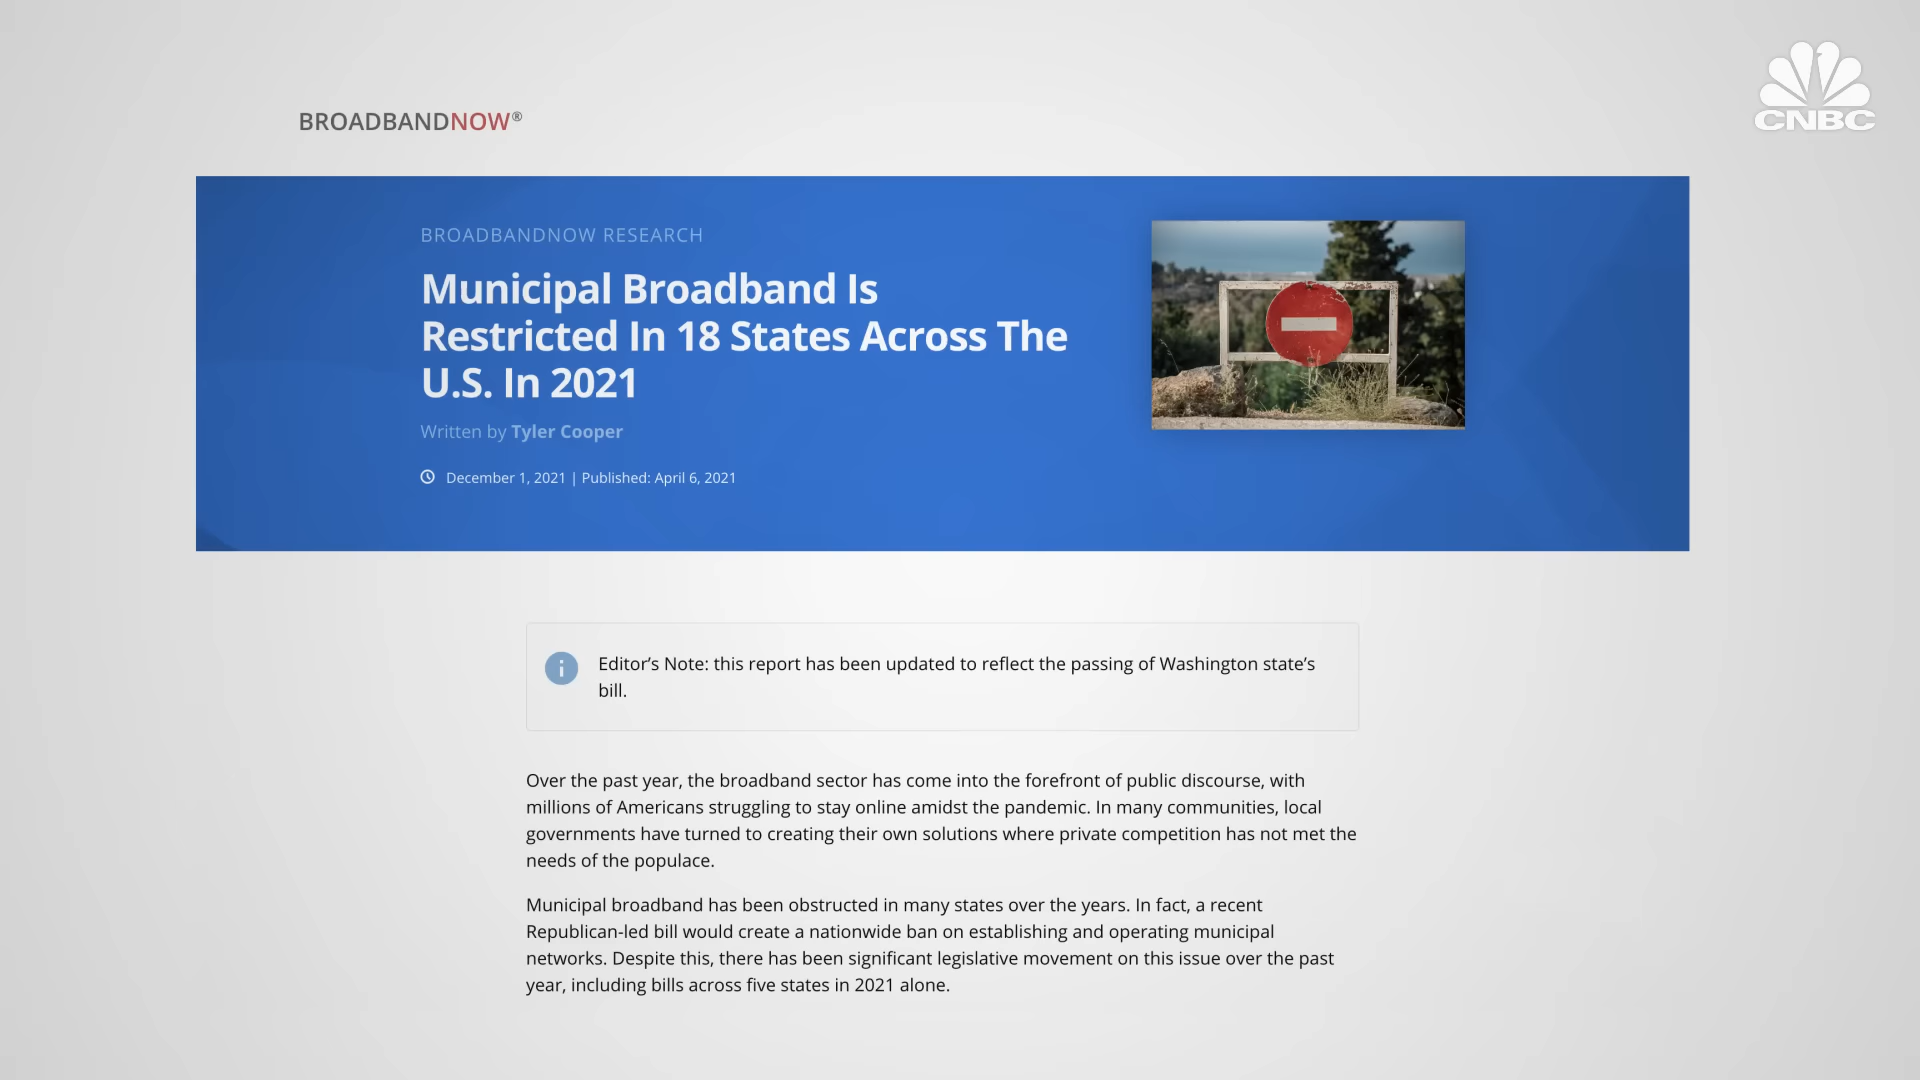 CNBC
BROADBANDNOW®
BROADBANDNOW RESEARCH
Municipal Broadband Is
Restricted In 18 States Across The
U.S. In 2021
Written by Tyler Cooper
December 1, 2021 | Published: April 6, 2021
i
Editor’s Note: this report has been updated to reflect the passing of Washington state’s
bill.
Over the past year, the broadband sector has come into the forefront of public discourse, with
millions of Americans struggling to stay online amidst the pandemic. In many communities, local
governments have turned to creating their own solutions where private competition has not met the
needs of the populace.
Municipal broadband has been obstructed in many states over the years. In fact, a recent
Republican-led bill would create a nationwide ban on establishing and operating municipal
networks. Despite this, there has been significant legislative movement on this issue over the past
year, including bills across five states in 2021 alone.